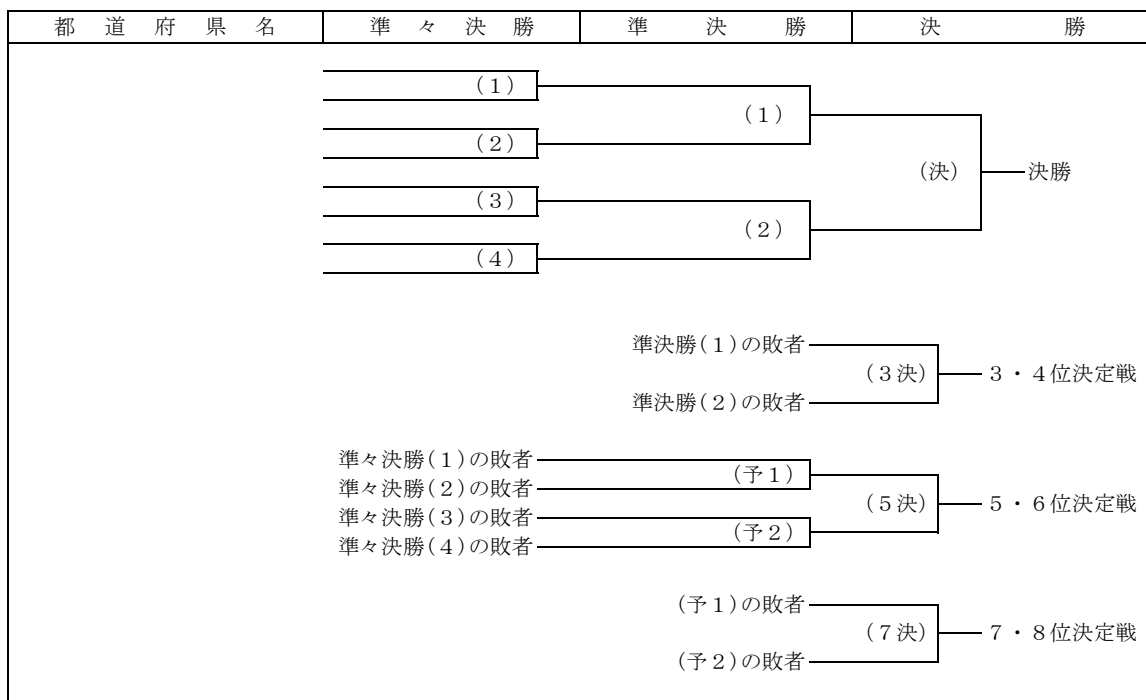 都道府県名 準々決勝 準決勝 決勝
(1)
(1)
(2)
(決) 決勝
(3)
(2)
(4)
準決勝(1)の敗者
(3決) 3・4位決定戦
準決勝(2)の敗者
準々決勝(1)の敗者
(予1)
準々決勝(2)の敗者
(5決) 5・6位決定戦
準々決勝(3)の敗者
(予2)
準々決勝(4)の敗者
(予1)の敗者
(7決) 7・8位決定戦
(予2)の敗者